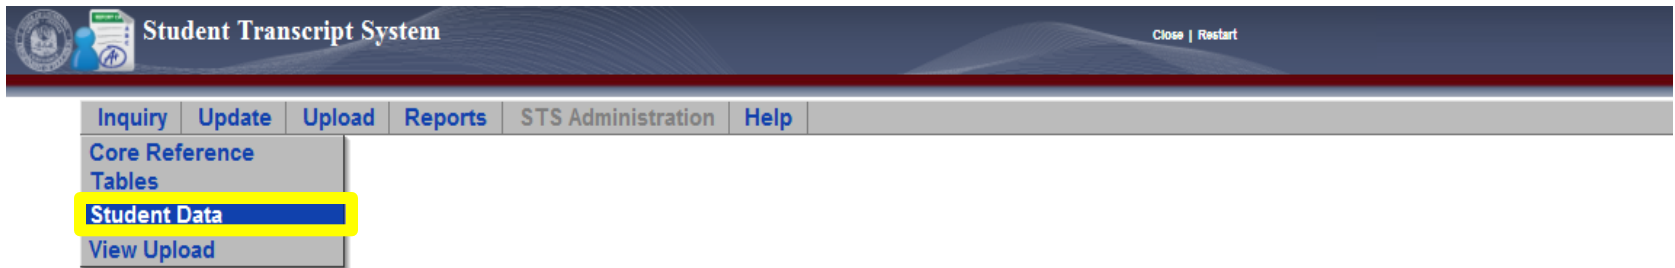 Student Transcript System
Close | Restart
Inquiry Update Upload Reports STS Administration Help
Core Reference
Tables
Student Data
View Upload